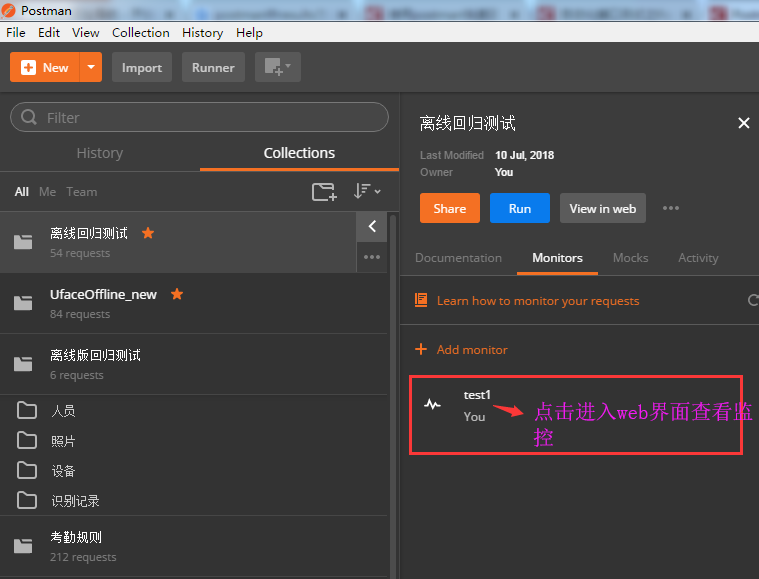 Postman
File Edit View Collection History Help
New Import Runner
Filter
History Collections
All Me Team
离线回归测试
54 requests
UfaceOffline_new
84 requests
离线版回归测试
6 requests
人员
照片
设备
识别记录
考勤规则
212 requests
离线回归测试
Last Modified 10 Jul, 2018
Owner You
Share Run View in web
Documentation Monitors Mocks Activity
Learn how to monitor your requests
Add monitor
test1
You
点击进入web界面查看监
控